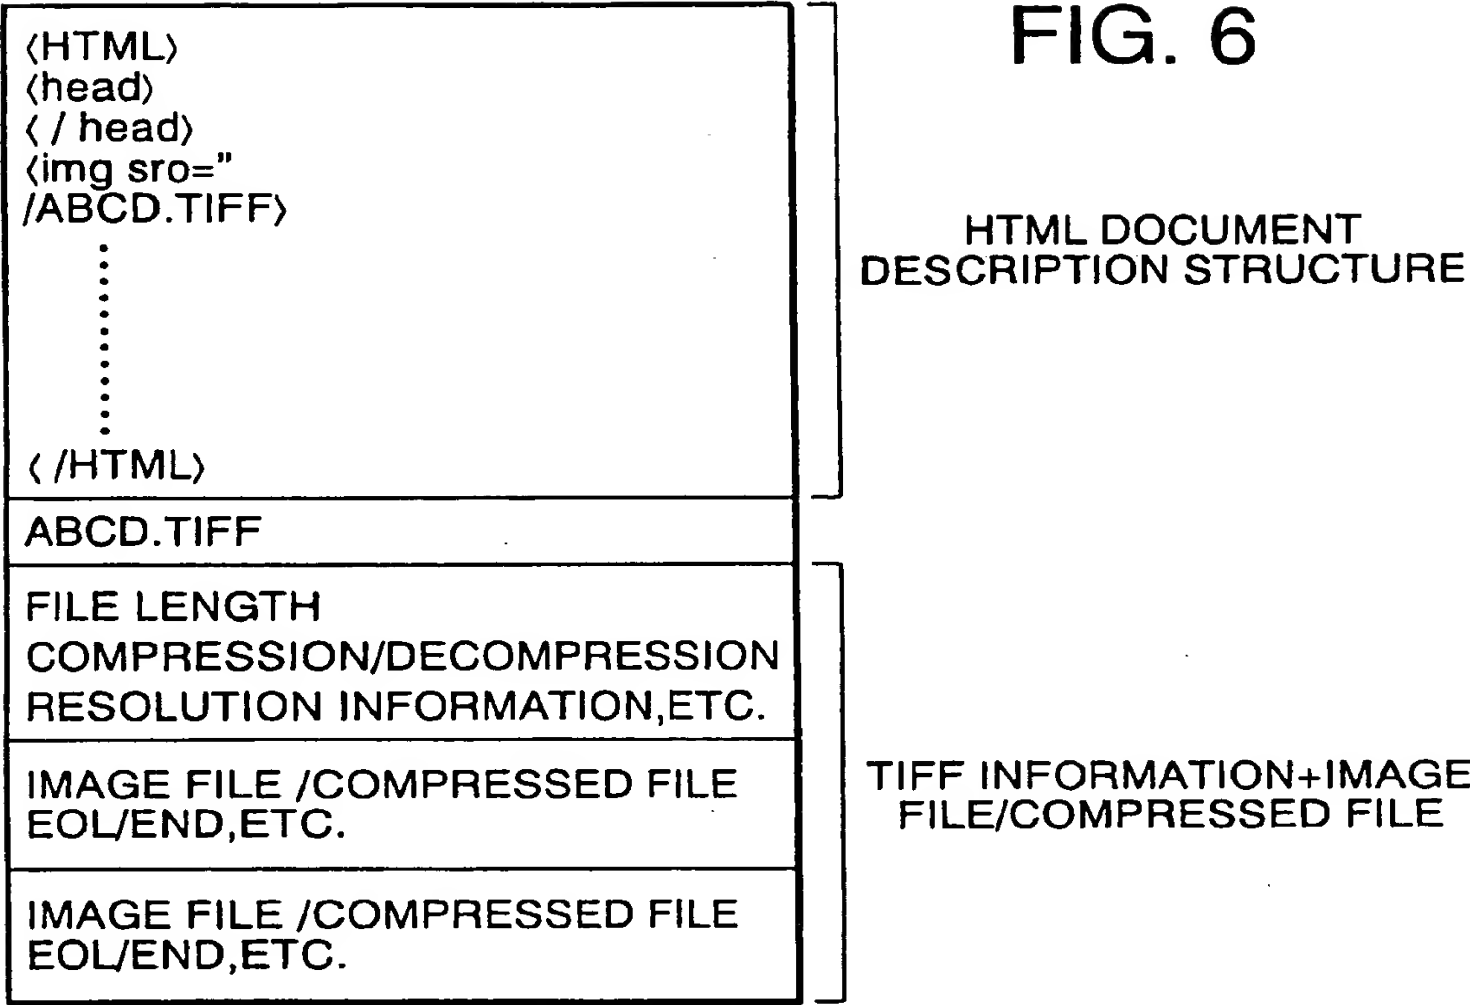 FIG. 6
〈HTML〉
〈head〉
〈 / head〉
〈img sro="
/ABCD.TIFF〉
〈 /HTML〉
HTML DOCUMENT
DESCRIPTION STRUCTURE
ABCD.TIFF
FILE LENGTH
COMPRESSION/DECOMPRESSION
RESOLUTION INFORMATION,ETC.
IMAGE FILE /COMPRESSED FILE
EOL/END,ETC.
IMAGE FILE /COMPRESSED FILE
EOL/END,ETC.
TIFF INFORMATION+IMAGE
FILE/COMPRESSED FILE